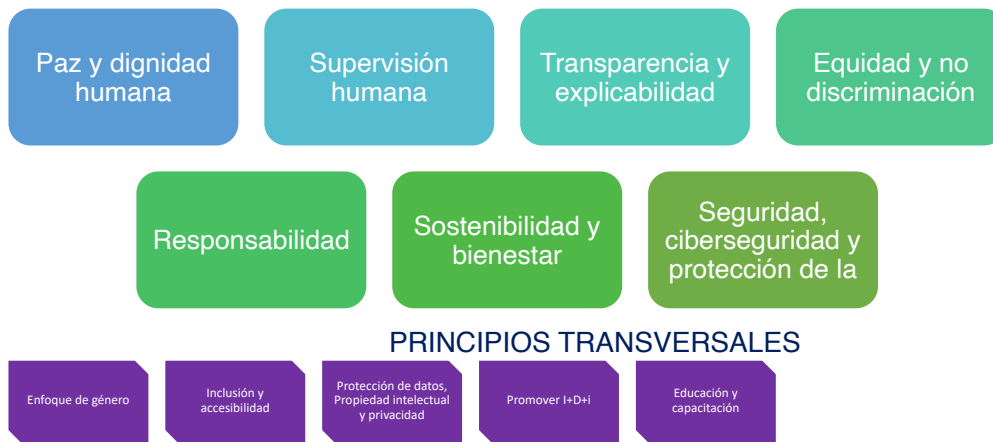 Paz y dignidad
humana
Supervisión
humana
Transparencia y
explicabilidad
Equidad y no
discriminación
Responsabilidad
Sostenibilidad y
bienestar
Seguridad,
ciberseguridad y
protección de la
PRINCIPIOS TRANSVERSALES
Enfoque de género
Inclusión y
accesibilidad
Protección de datos,
Propiedad intelectual
y privacidad
Promover I+D+i
Educación y
capacitación